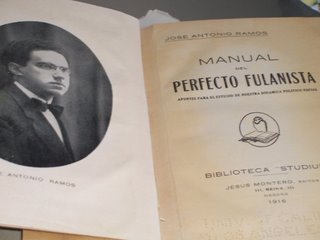 É ANTONIO RAMOS
JOSE ANTONIO RAMOS
MANUAL
DEL
PERFECTO FULANISTA
APUNTES PARA EL ESTUDIO DE NUESTRA DINAMICA POLITICO-SOCIAL
BIBLIOTECA "STUDIUM"
JESUS MONTERO, EDITOR
HABANA
1916